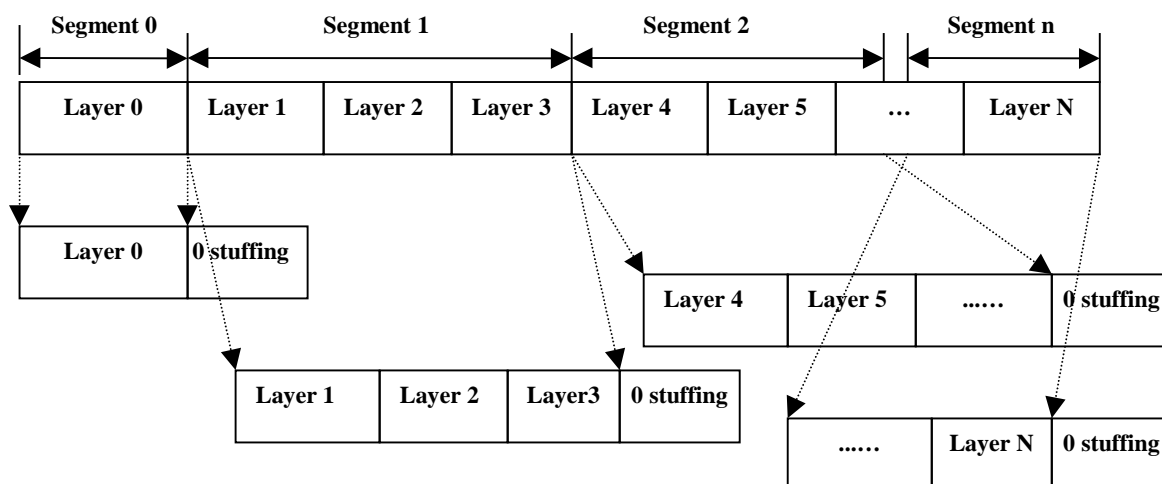 Segment 0 Segment 1 Segment 2 Segment n
Layer 0 Layer 1 Layer 2 Layer 3 Layer 4 Layer 5 … Layer N
Layer 0 0 stuffing
Layer 4 Layer 5 ...… 0 stuffing
Layer 1 Layer 2 Layer3 0 stuffing
...… Layer N 0 stuffing